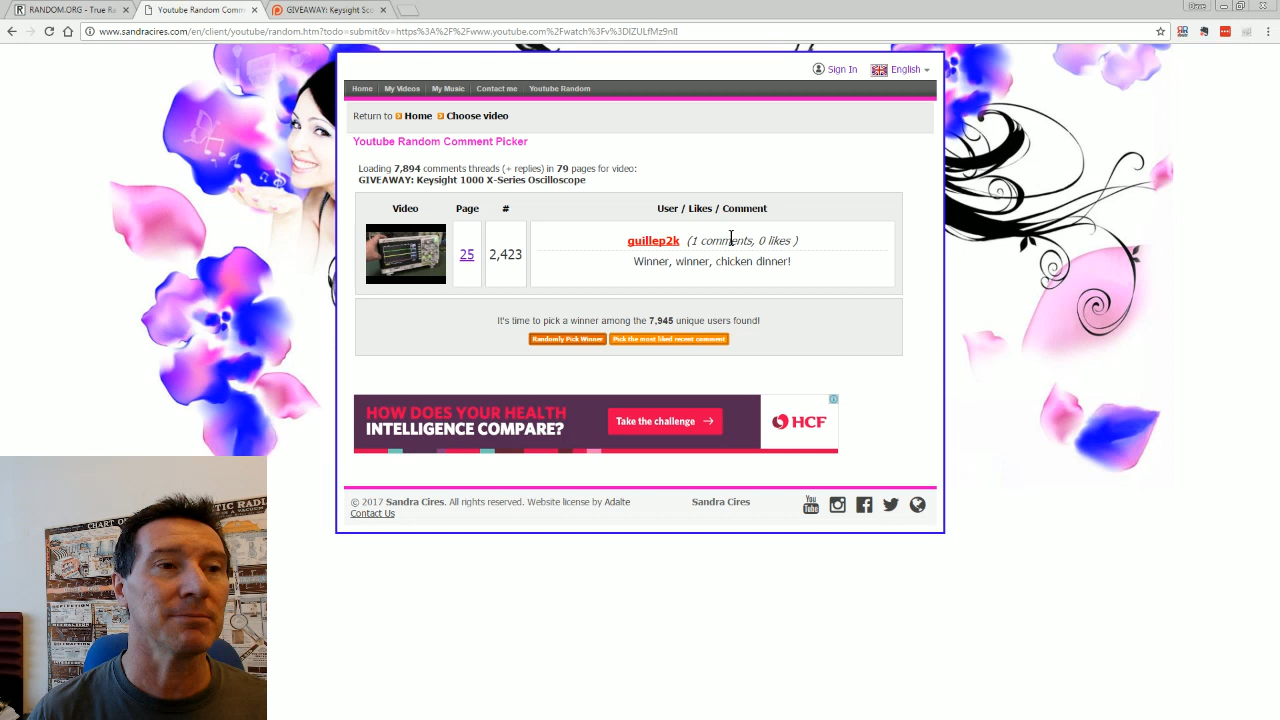 RANDOM.ORG - True Ra
Youtube Random Comm
GIVEAWAY: Keysight Sco
Dave
www.sandracires.com/en/client/youtube/random.htm?todo=submit&v=https%3A%2F%2Fwww.youtube.com%2Fwatch%3Fv%3DIZULfMz9nlI
Sign In
English
Home
My Videos
My Music
Contact me
Youtube Random
Return to Home Choose video
Youtube Random Comment Picker
Loading 7,894 comments threads (+ replies) in 79 pages for video:
GIVEAWAY: Keysight 1000 X-Series Oscilloscope
Video Page # User / Likes / Comment
25 2,423 guillep2k (1 comments, 0 likes )
Winner, winner, chicken dinner!
It's time to pick a winner among the 7,945 unique users found!
Randomly Pick Winner Pick the most liked recent comment
HOW DOES YOUR HEALTH
INTELLIGENCE COMPARE?
Take the challenge →
HCF
© 2017 Sandra Cires. All rights reserved. Website license by Adalte
Contact Us
Sandra Cires
You
Tube
CHART O